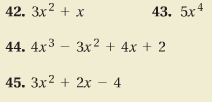 42. 3x² + x 43. 5x⁴
44. 4x³ − 3x² + 4x + 2
45. 3x² + 2x − 4